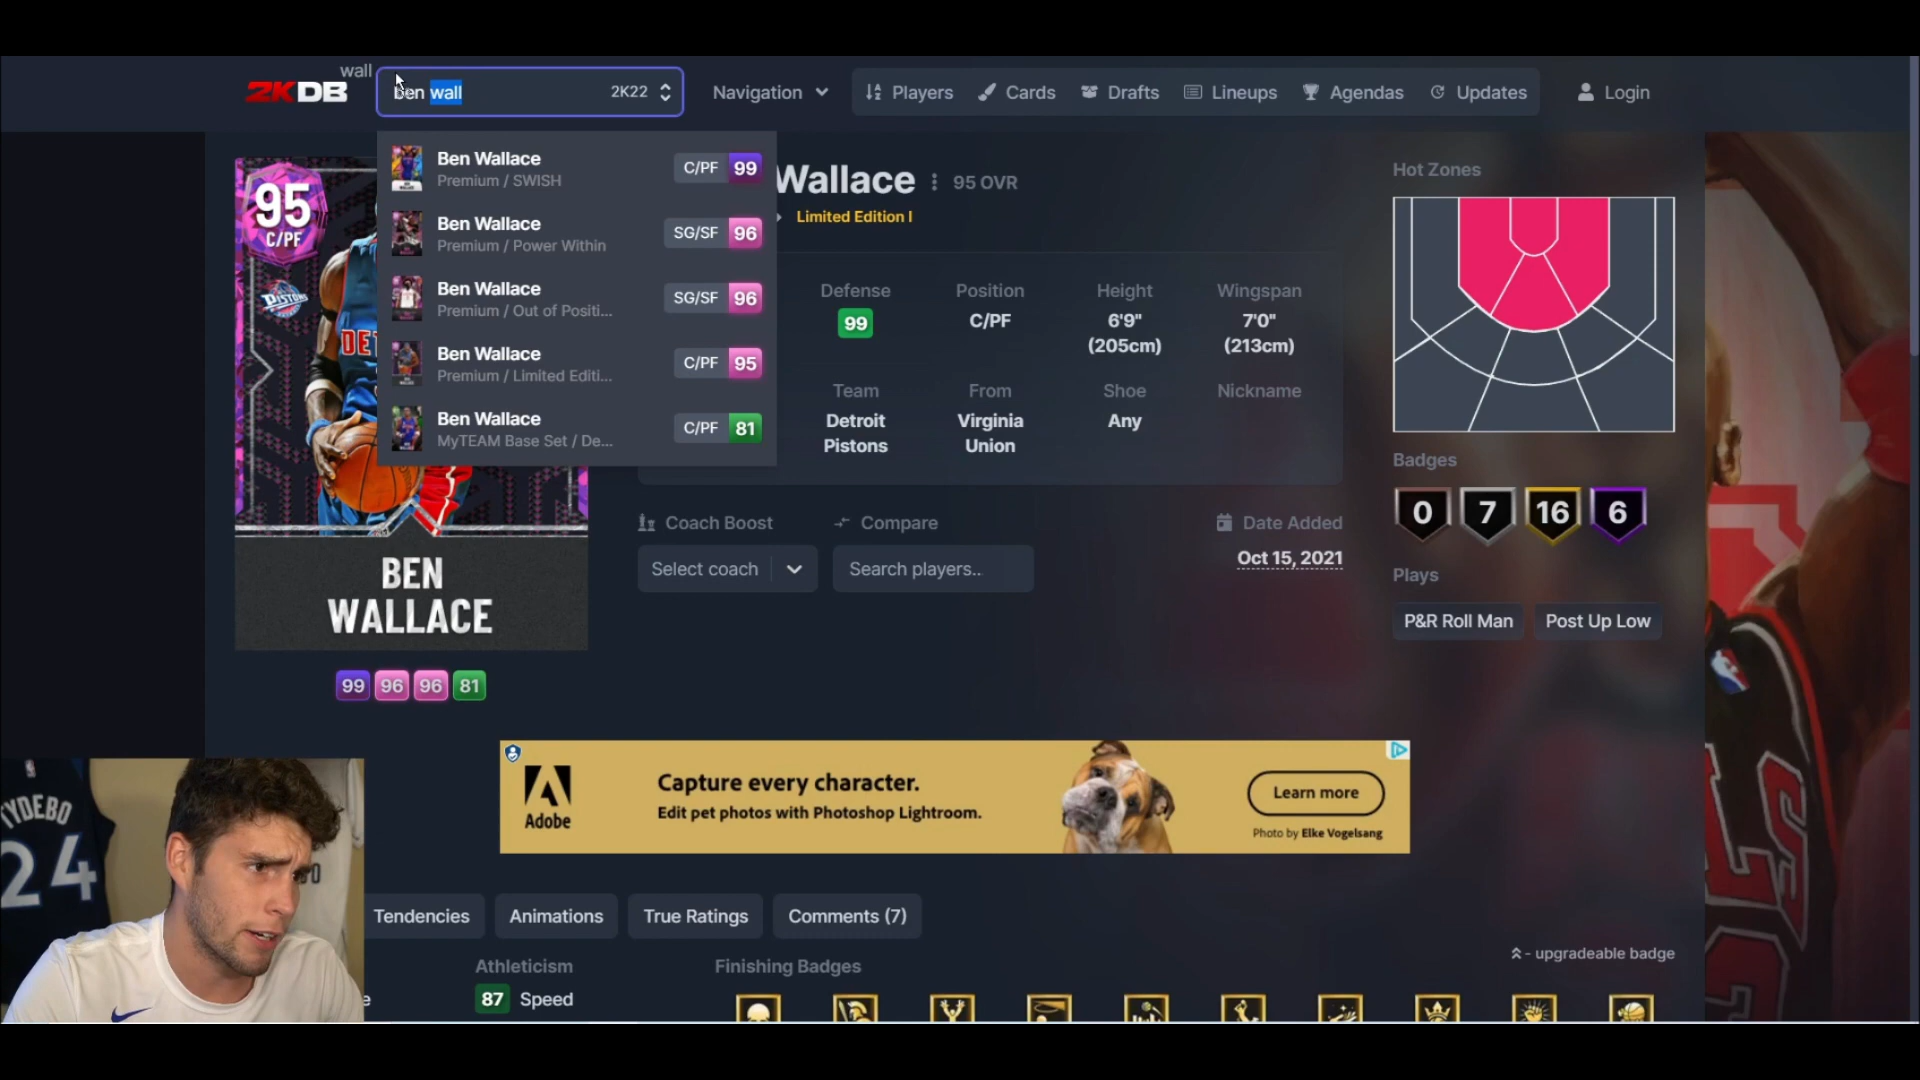 2KDB
wall
ben wall
2K22
Navigation
Players
Cards
Drafts
Lineups
Agendas
Updates
Login
Ben Wallace
Premium / SWISH
C/PF 99
Ben Wallace
Premium / Power Within
SG/SF 96
Ben Wallace
Premium / Out of Positi...
SG/SF 96
Ben Wallace
Premium / Limited Editi...
C/PF 95
Ben Wallace
MyTEAM Base Set / De...
C/PF 81
95
C/PF
PISTONS
DET
BEN
WALLACE
99 96 96 81
Wallace
95 OVR
Limited Edition I
Defense
99
Position
C/PF
Height
6'9"
(205cm)
Wingspan
7'0"
(213cm)
Team
Detroit
Pistons
From
Virginia
Union
Shoe
Any
Nickname
Coach Boost
Select coach
Compare
Search players..
Date Added
Oct 15, 2021
Hot Zones
Badges
0 7 16 6
Plays
P&R Roll Man
Post Up Low
Adobe
Capture every character.
Edit pet photos with Photoshop Lightroom.
Learn more
Photo by Elke Vogelsang
Tendencies
Animations
True Ratings
Comments (7)
- upgradeable badge
Athleticism
87 Speed
Finishing Badges
24